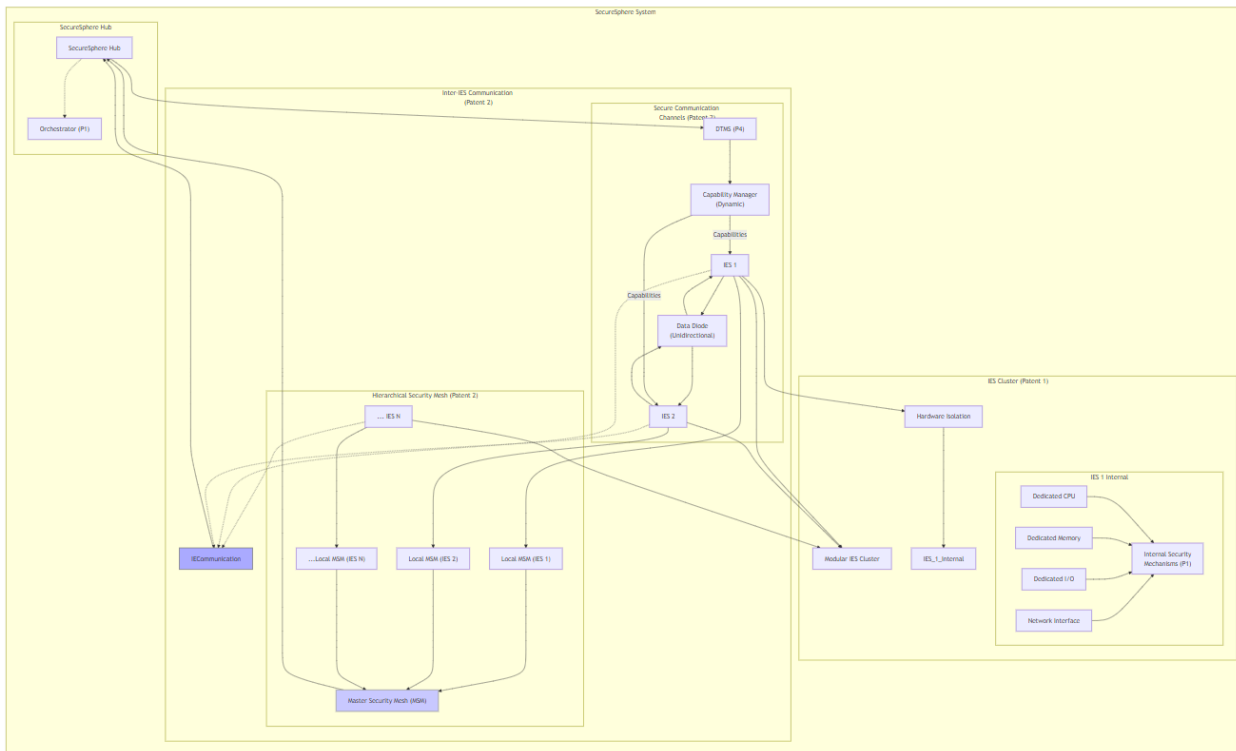 SecureSphere System
SecureSphere Hub
SecureSphere Hub
Orchestrator (P1)
Inter-IES Communication
(Patent 2)
Secure Communication
Channels (Patent 2)
DTMS (P4)
Capability Manager
(Dynamic)
Capabilities
IES 1
Capabilities
Data Diode
(Unidirectional)
IES 2
Hierarchical Security Mesh (Patent 2)
... IES N
IECommunication
...Local MSM (IES N)
Local MSM (IES 2)
Local MSM (IES 1)
Master Security Mesh (MSM)
IES Cluster (Patent 1)
Hardware Isolation
Modular IES Cluster
IES_1_Internal
IES 1 Internal
Dedicated CPU
Dedicated Memory
Dedicated I/O
Network Interface
Internal Security
Mechanisms (P1)